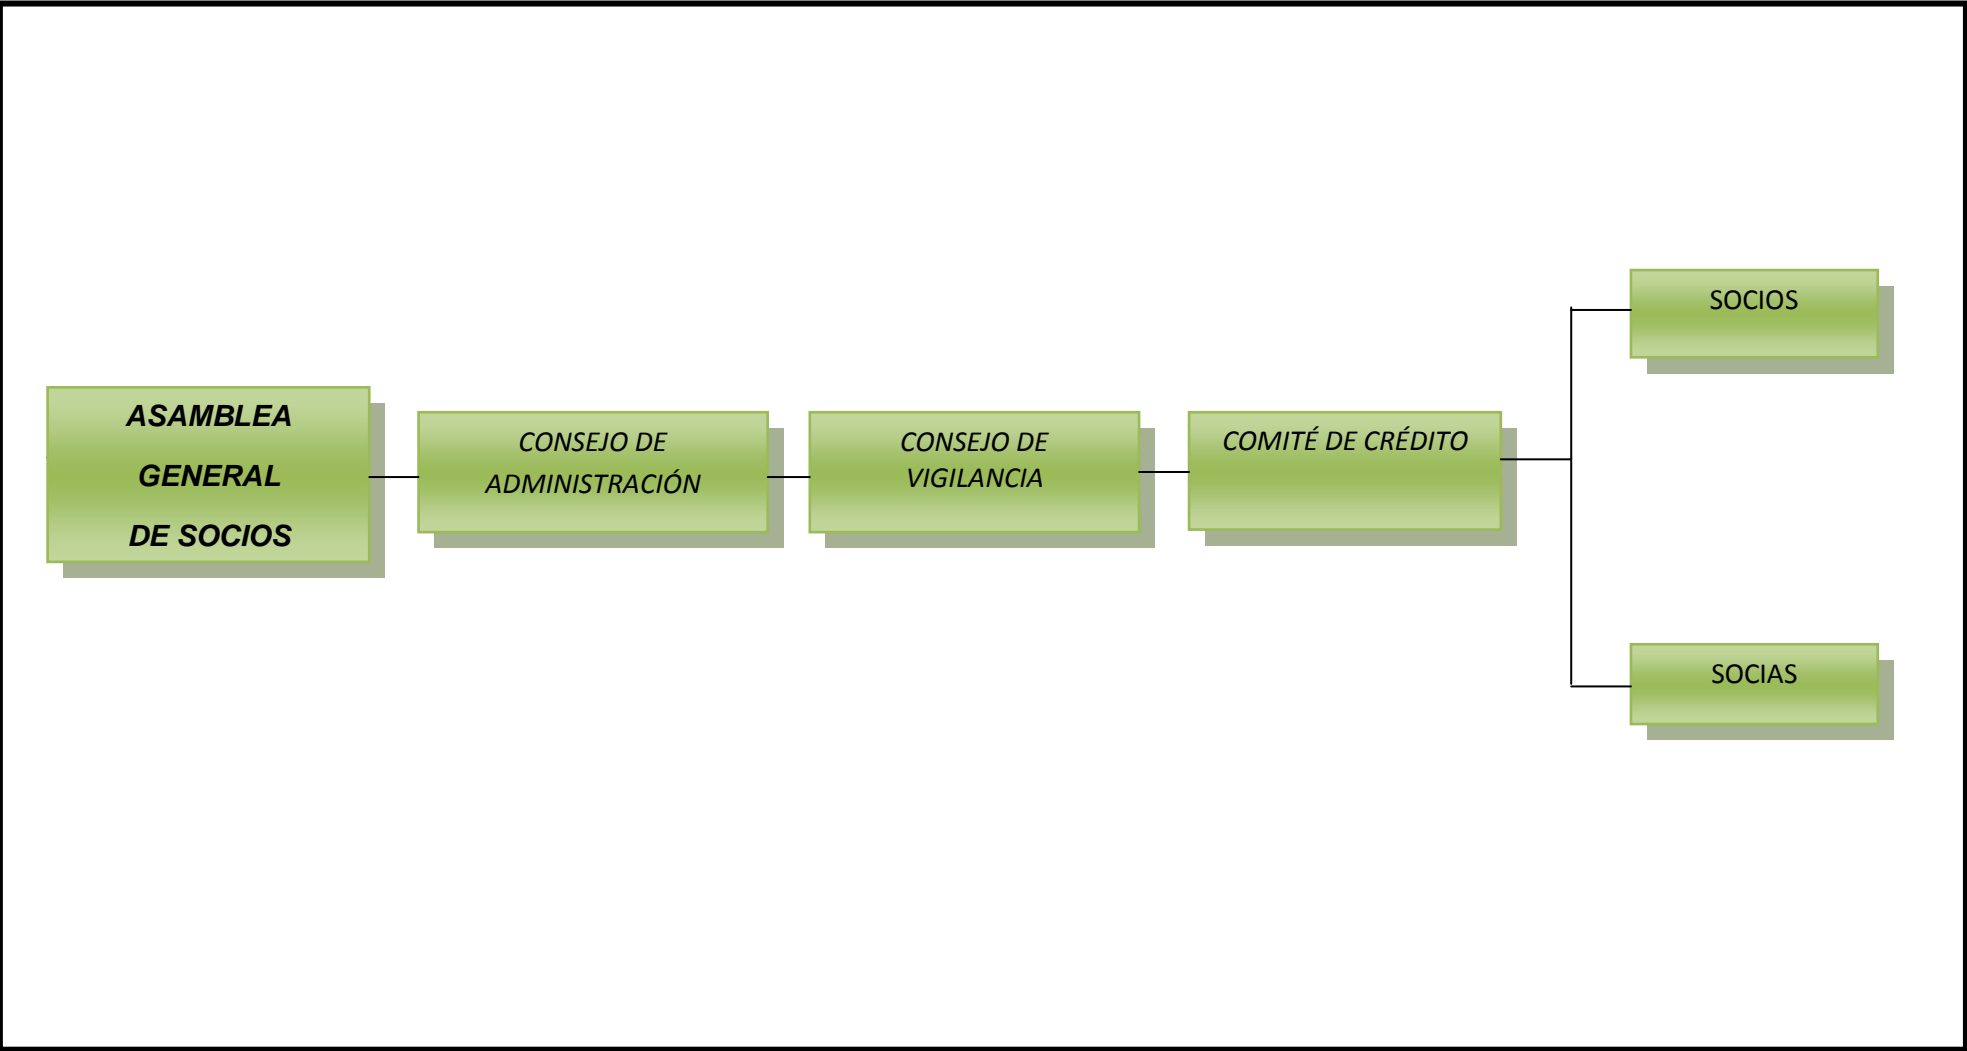 ASAMBLEA
GENERAL
DE SOCIOS
CONSEJO DE
ADMINISTRACIÓN
CONSEJO DE
VIGILANCIA
COMITÉ DE CRÉDITO
SOCIOS
SOCIAS